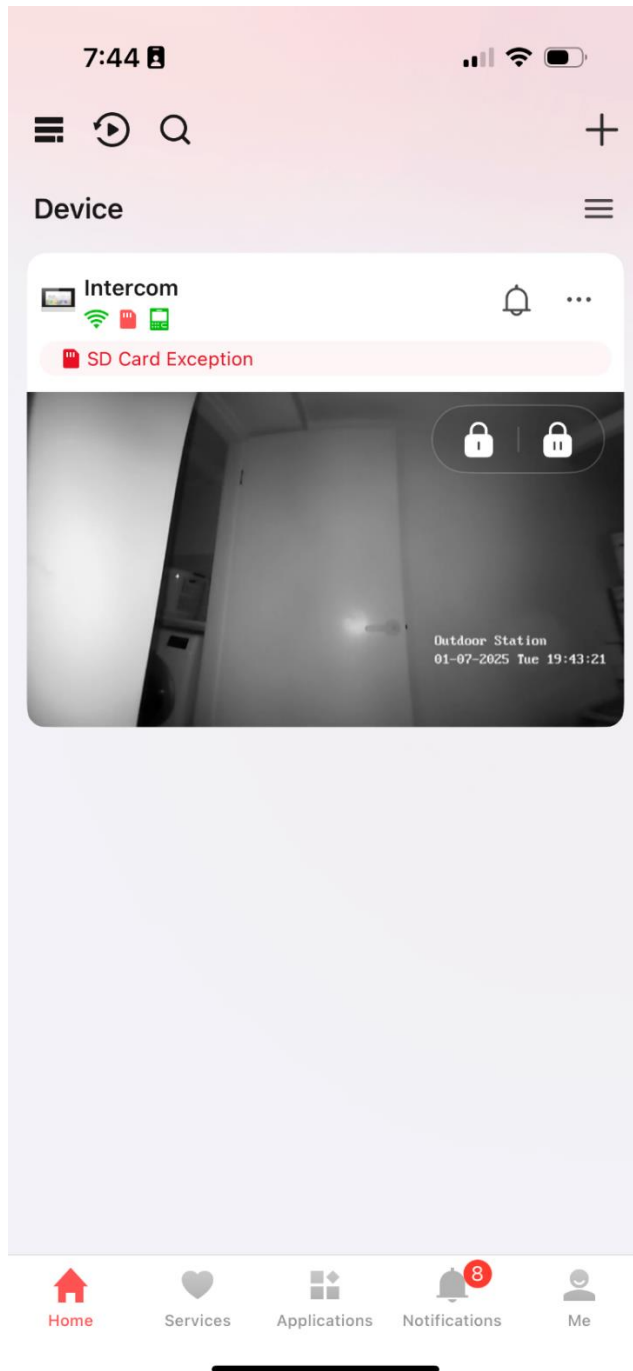 7:44
Device
Intercom
SD Card Exception
I
II
Outdoor Station
01-07-2025 Tue 19:43:21
8
Home
Services
Applications
Notifications
Me